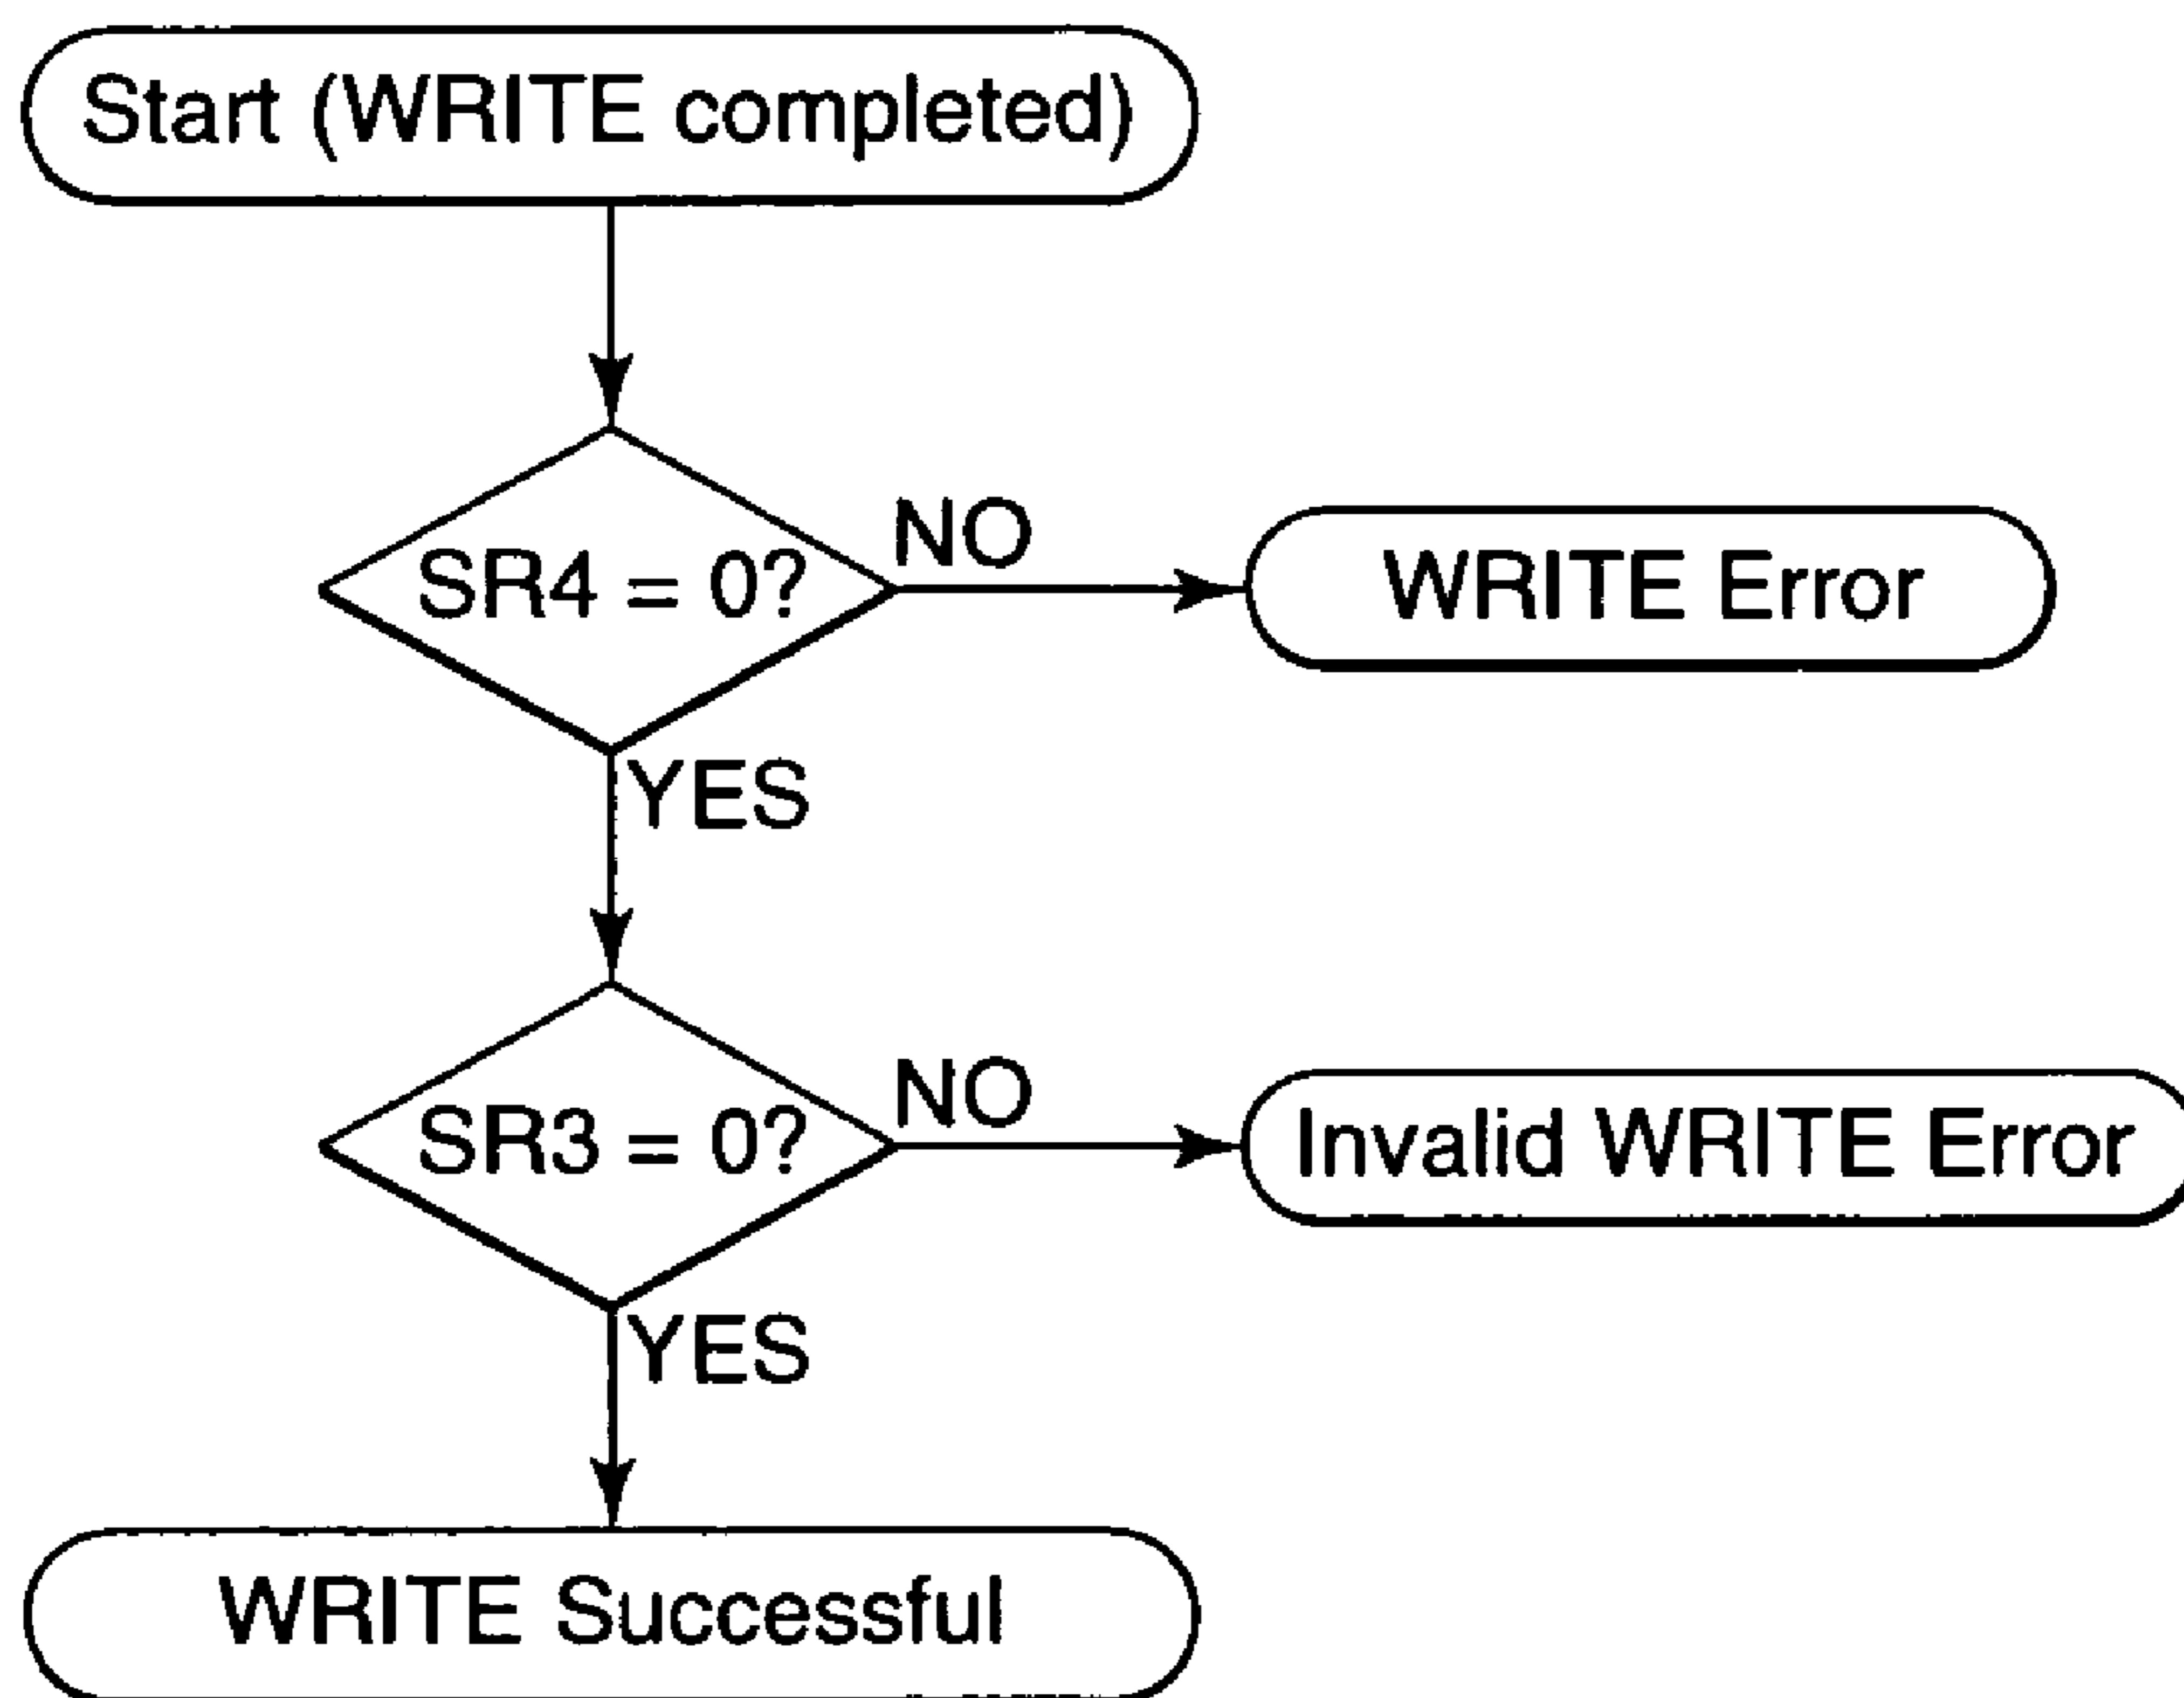 Start (WRITE completed)
SR4 = 0?
NO
WRITE Error
YES
SR3 = 0?
NO
Invalid WRITE Error
YES
WRITE Successful